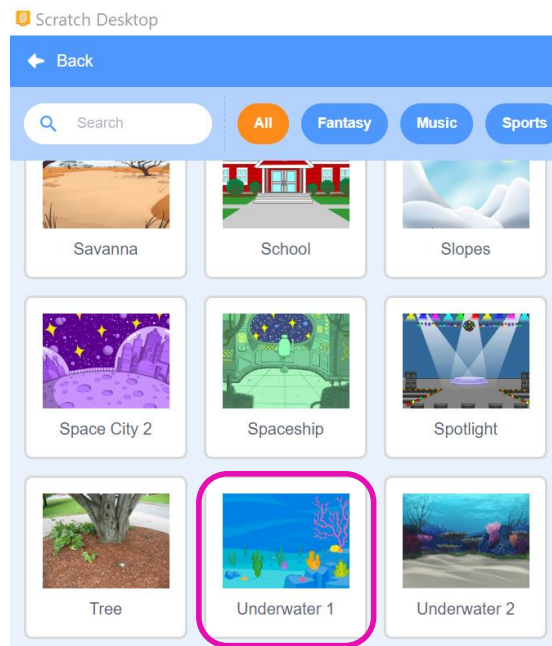 Scratch Desktop
Back
Search All Fantasy Music Sports
Savanna School Slopes
Space City 2 Spaceship Spotlight
Tree Underwater 1 Underwater 2